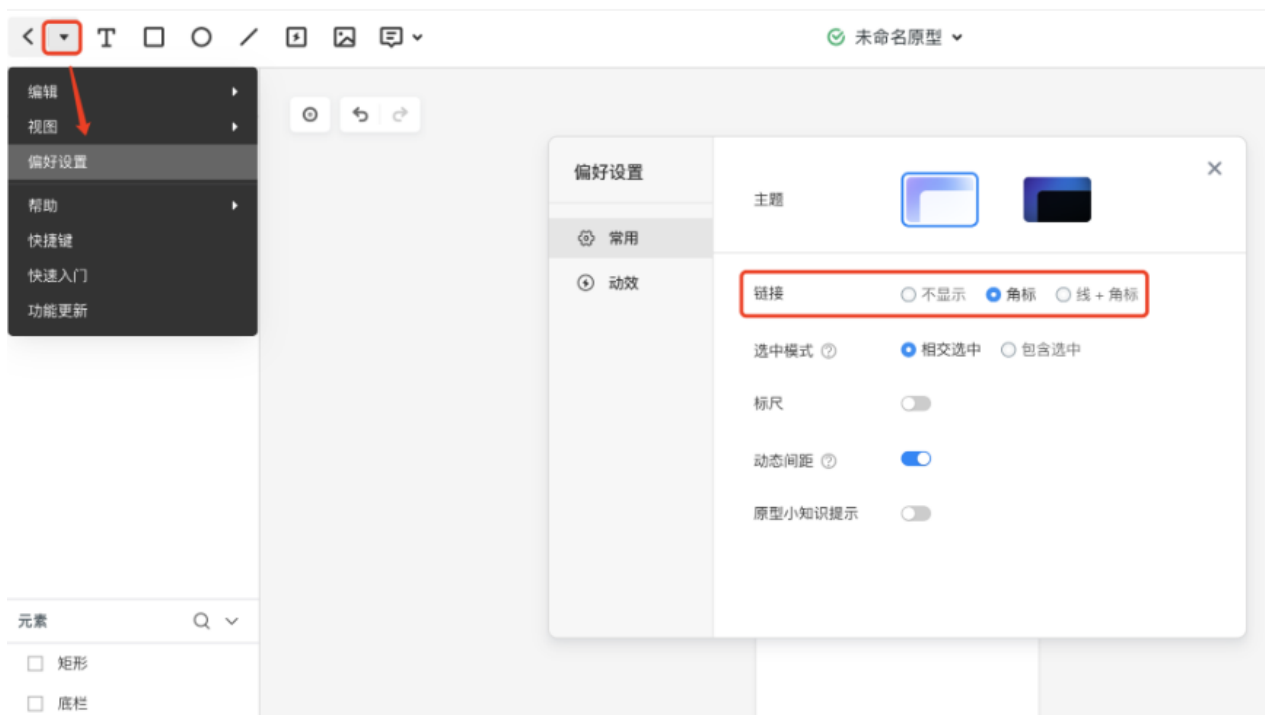 T
未命名原型
编辑
视图
偏好设置
帮助
快捷键
快速入门
功能更新
偏好设置
常用
动效
主题
链接 不显示 角标 线 + 角标
选中模式 ? 相交选中 包含选中
标尺
动态间距 ?
原型小知识提示
元素
矩形
底栏